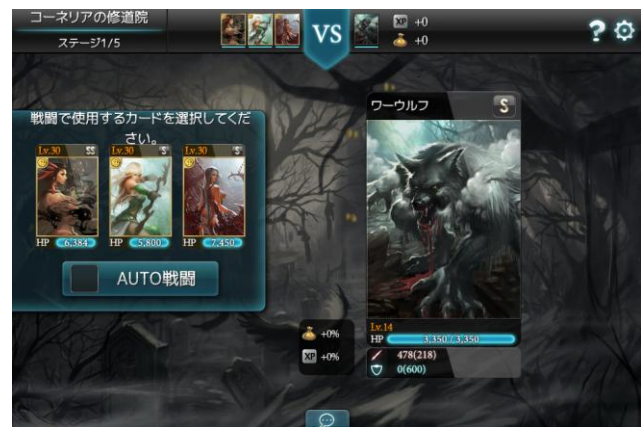 コーネリアの修道院
ステージ1/5
VS
XP +0
+0
?
戦闘で使用するカードを選択してくだ
さい。
Lv.30 SS
Lv.30 S
Lv.30 S
HP 6,384
HP 5,800
HP 7,450
AUTO戦闘
ワーウルフ S
Lv.14
HP 3,350 / 3,350
478(218)
0(600)
+0%
XP +0%